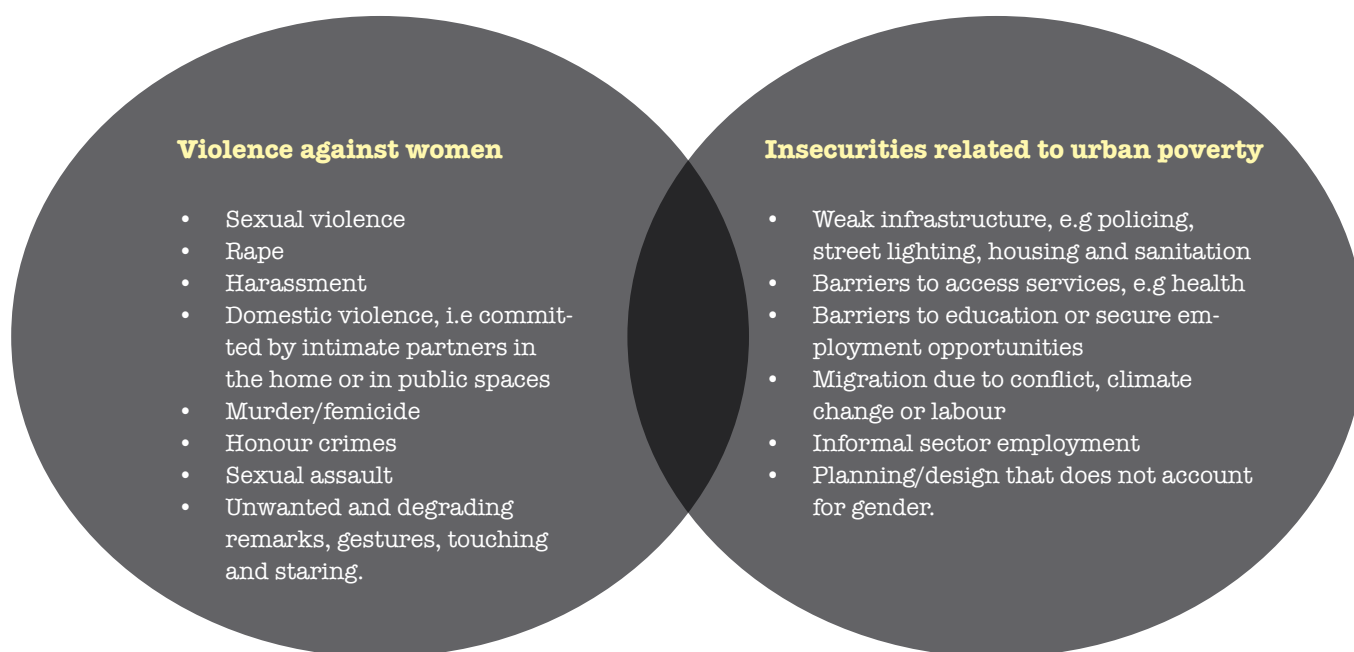 Violence against women
• Sexual violence
• Rape
• Harassment
• Domestic violence, i.e commit-
ted by intimate partners in
the home or in public spaces
• Murder/femicide
• Honour crimes
• Sexual assault
• Unwanted and degrading
remarks, gestures, touching
and staring.
Insecurities related to urban poverty
• Weak infrastructure, e.g policing,
street lighting, housing and sanitation
• Barriers to access services, e.g health
• Barriers to education or secure em-
ployment opportunities
• Migration due to conflict, climate
change or labour
• Informal sector employment
• Planning/design that does not account
for gender.